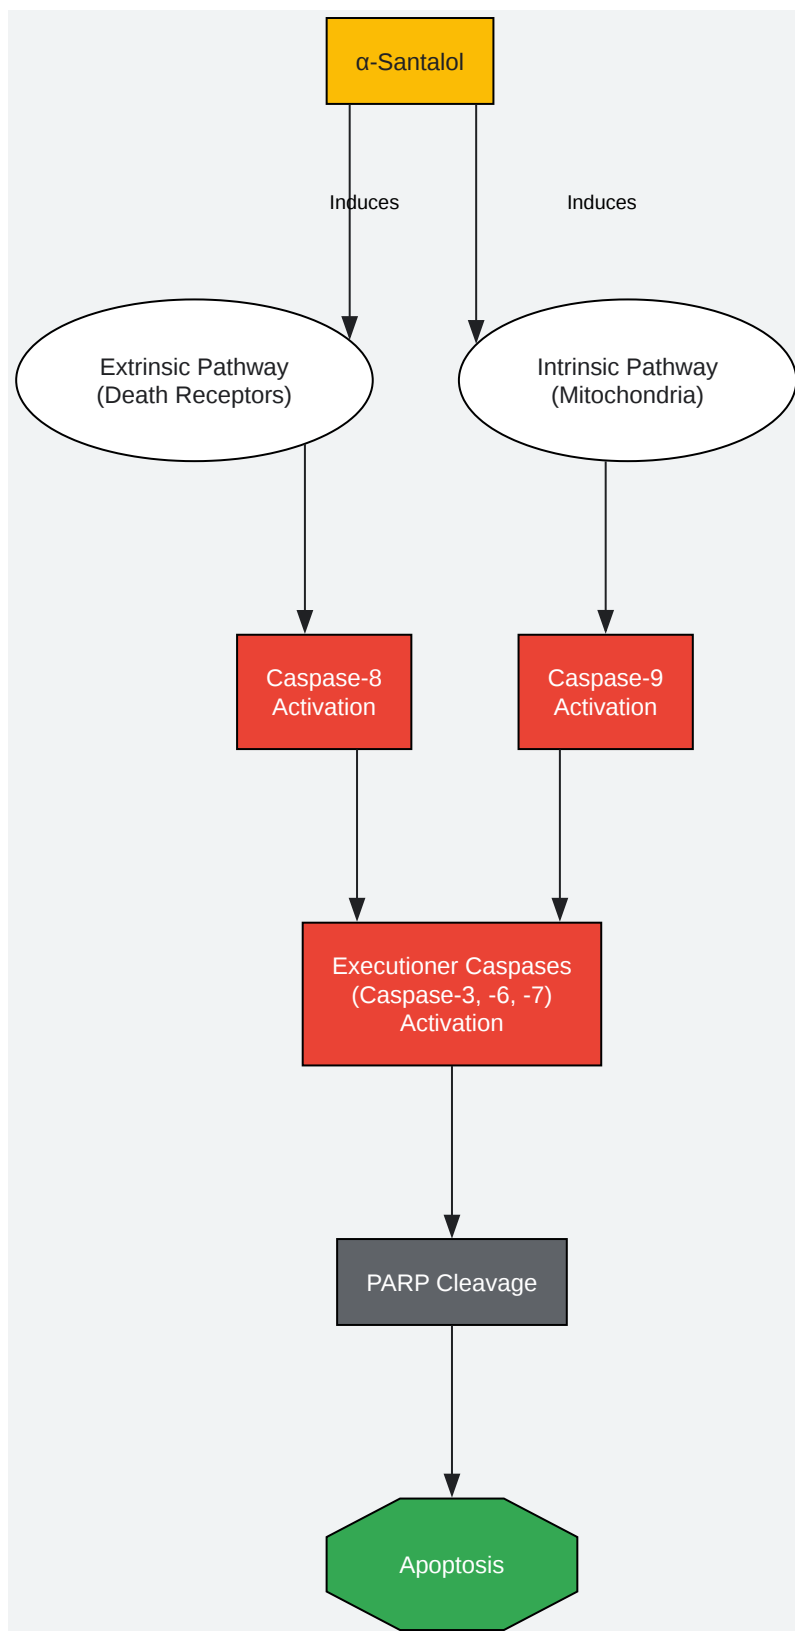 α-Santalol
Induces
Induces
Extrinsic Pathway
(Death Receptors)
Intrinsic Pathway
(Mitochondria)
Caspase-8
Activation
Caspase-9
Activation
Executioner Caspases
(Caspase-3, -6, -7)
Activation
PARP Cleavage
Apoptosis